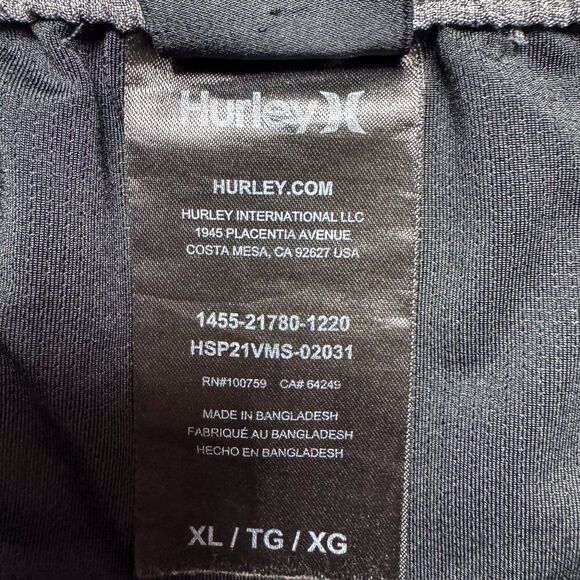 Hurley
HURLEY.COM
HURLEY INTERNATIONAL LLC
1945 PLACENTIA AVENUE
COSTA MESA, CA 92627 USA
1455-21780-1220
HSP21VMS-02031
RN#100759 CA# 64249
MADE IN BANGLADESH
FABRIQUÉ AU BANGLADESH
HECHO EN BANGLADESH
XL / TG / XG